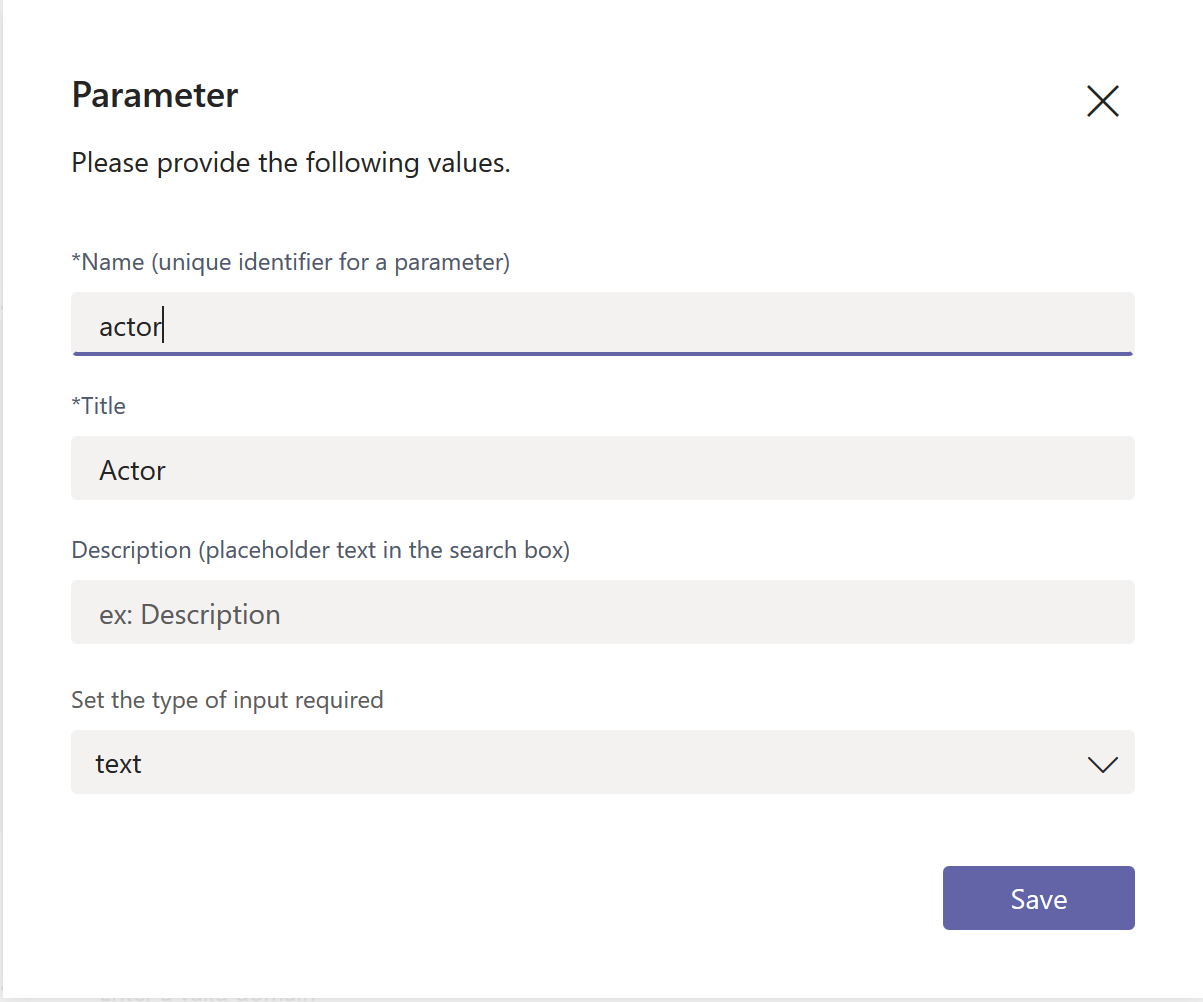 Parameter
Please provide the following values.
*Name (unique identifier for a parameter)
actor
*Title
Actor
Description (placeholder text in the search box)
ex: Description
Set the type of input required
text
Save